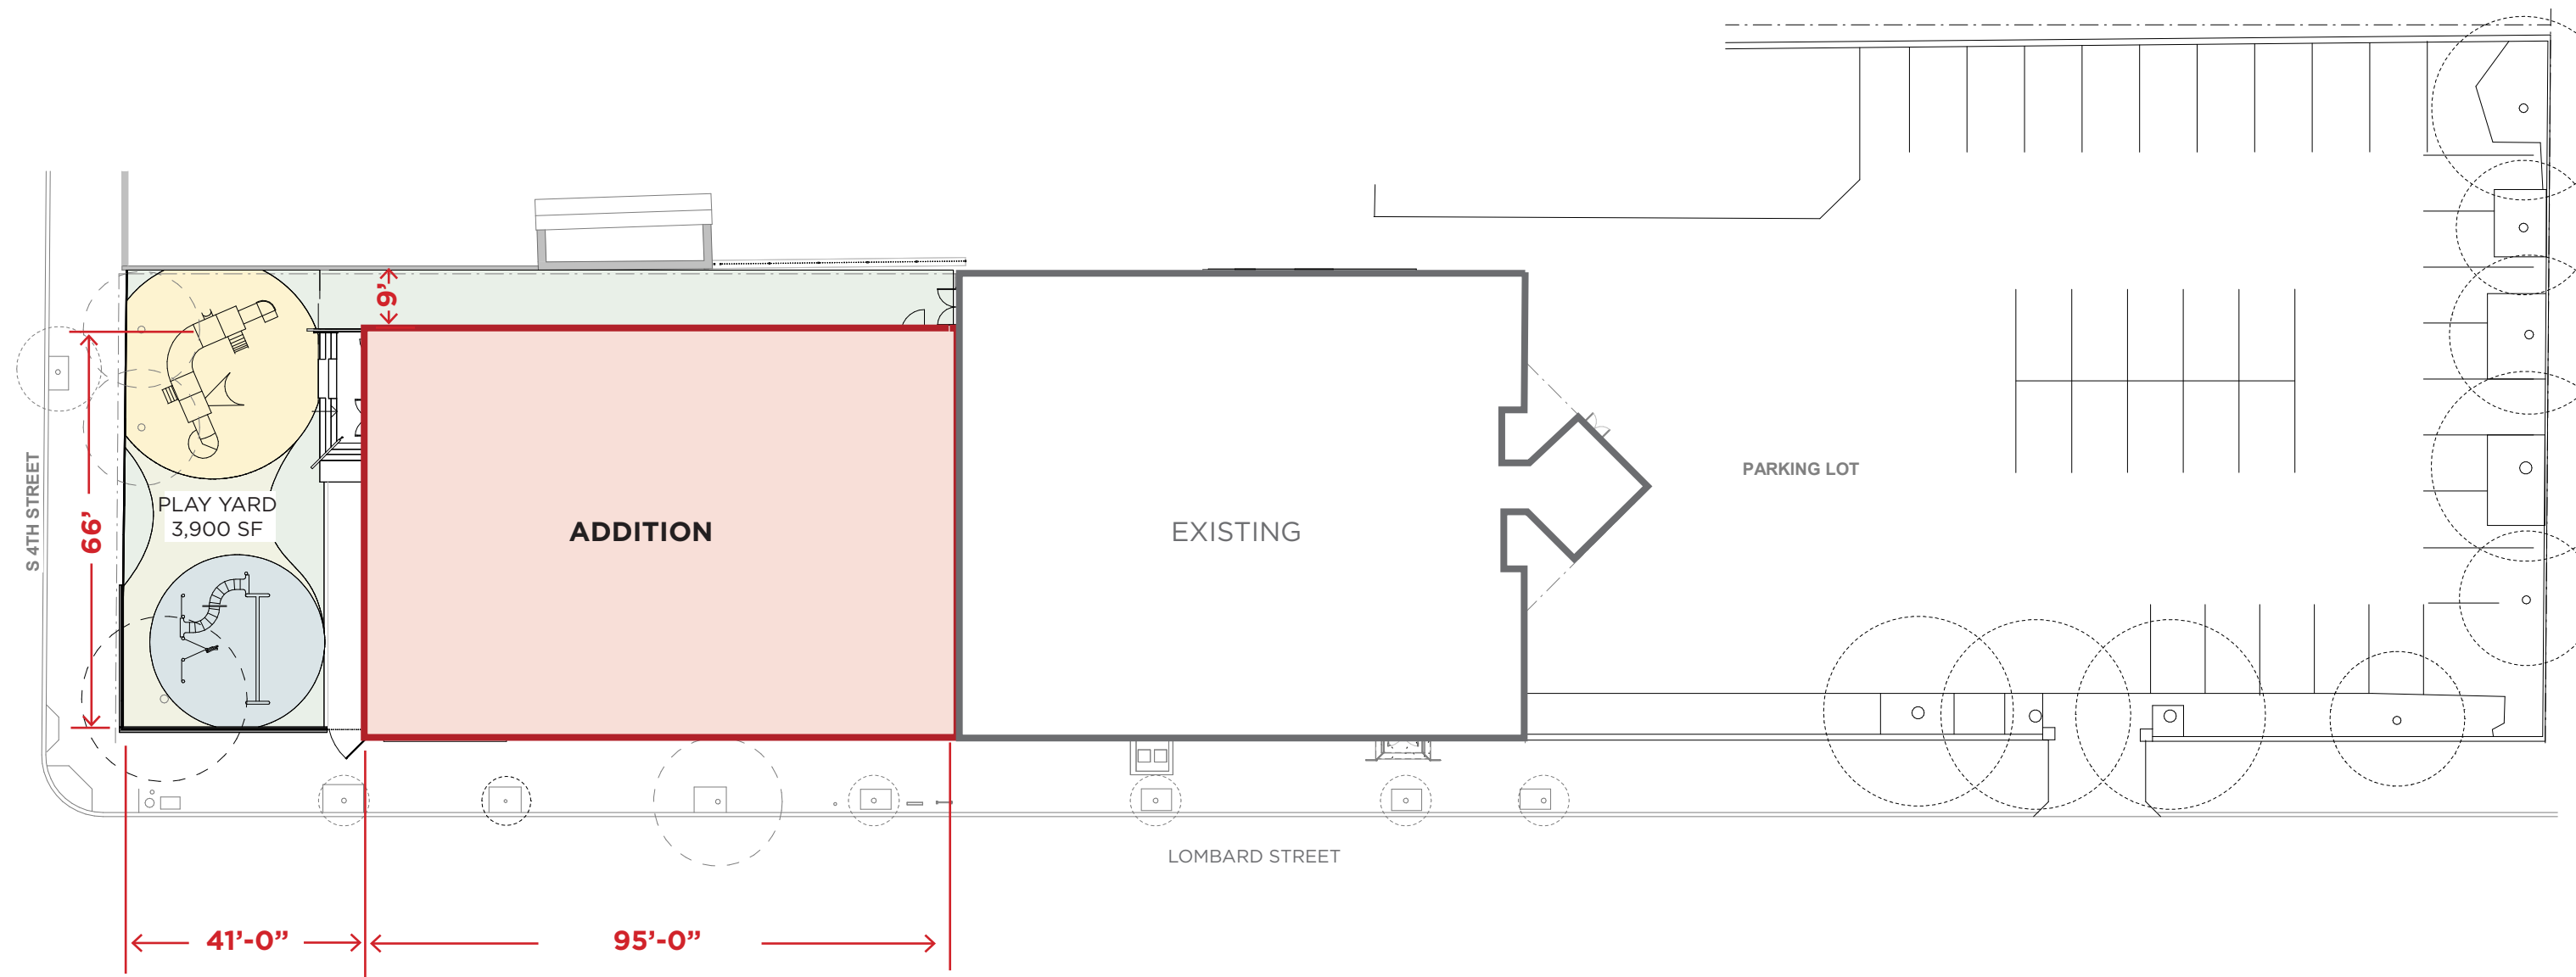 9'
S 4TH STREET
66'
PLAY YARD
3,900 SF
ADDITION
EXISTING
PARKING LOT
LOMBARD STREET
41'-0"
95'-0"